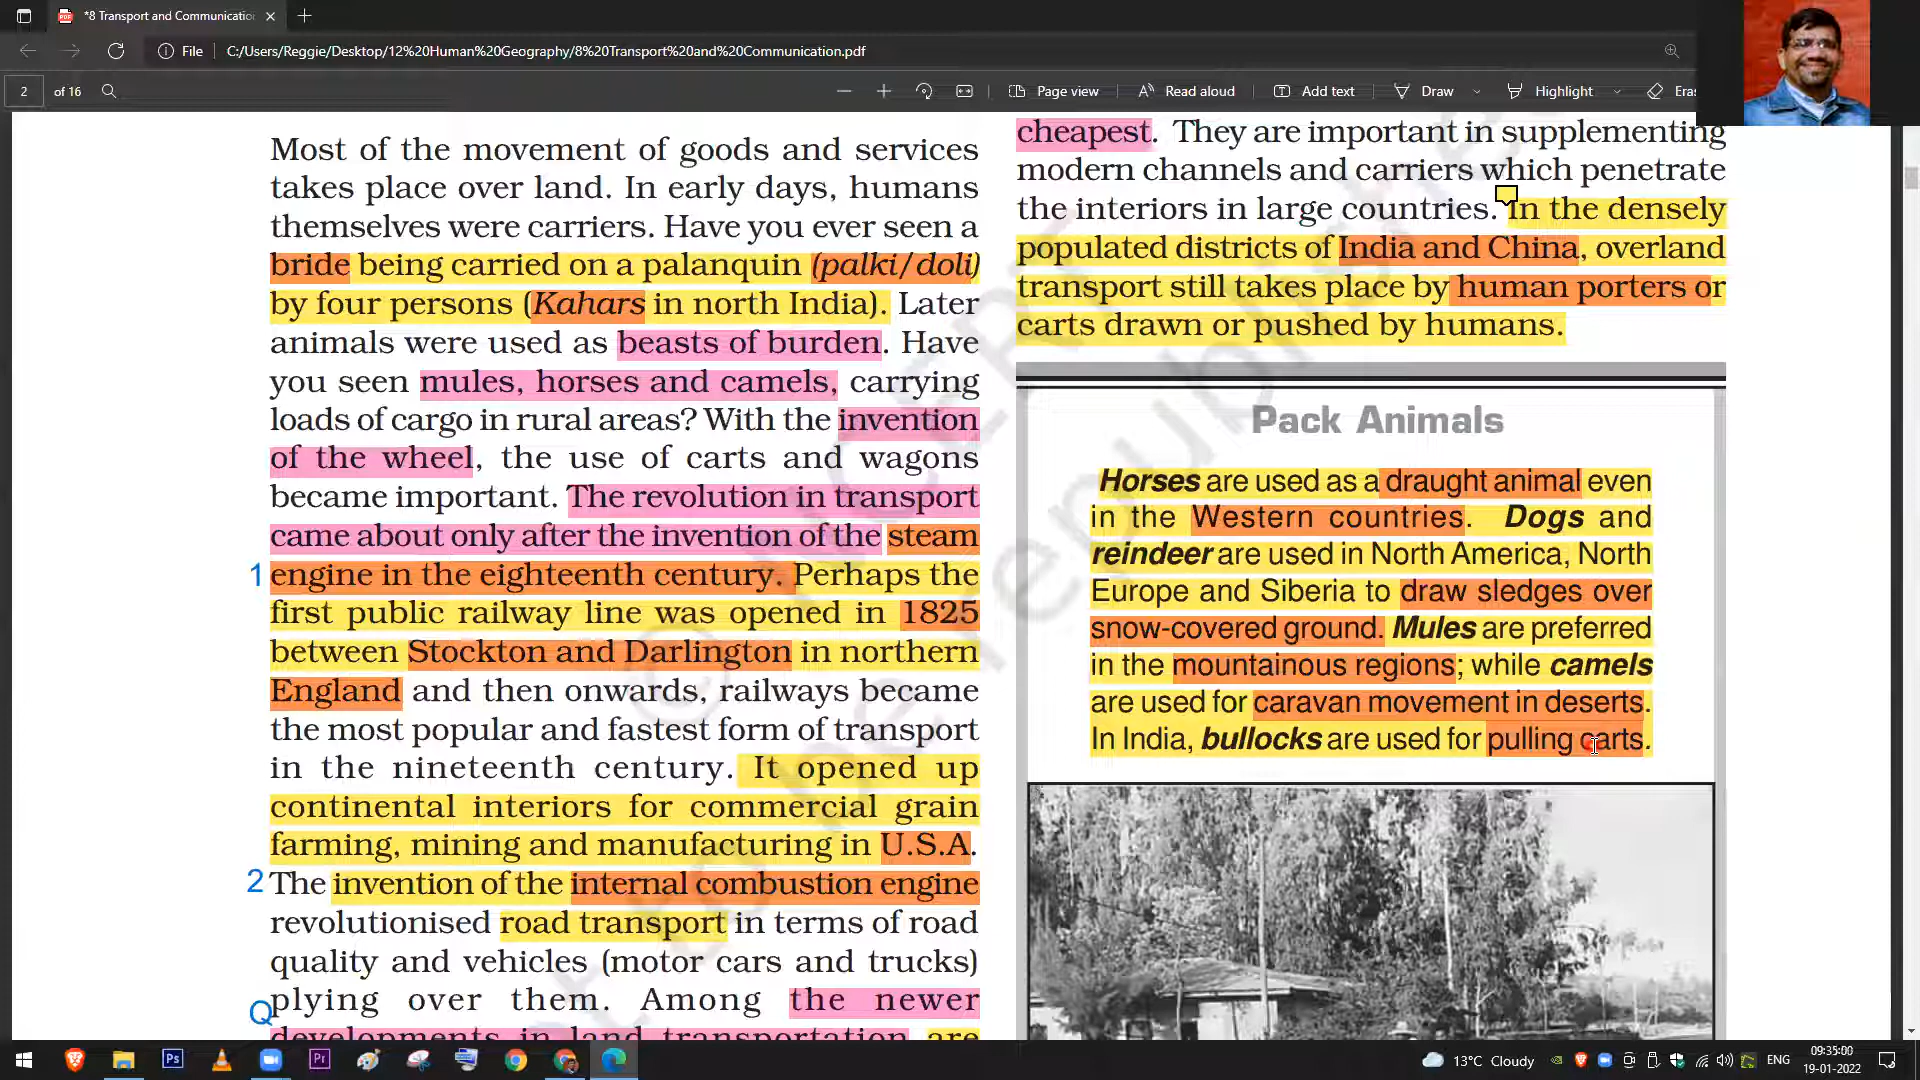 *8 Transport and Communicatio
File
C:/Users/Reggie/Desktop/12%20Human%20Geography/8%20Transport%20and%20Communication.pdf
2
of 16
Page view
Read aloud
Add text
Draw
Highlight
Eras
Most of the movement of goods and services
takes place over land. In early days, humans
themselves were carriers. Have you ever seen a
bride being carried on a palanquin (palki/doli)
by four persons (Kahars in north India). Later
animals were used as beasts of burden. Have
you seen mules, horses and camels, carrying
loads of cargo in rural areas? With the invention
of the wheel, the use of carts and wagons
became important. The revolution in transport
came about only after the invention of the steam
1 engine in the eighteenth century. Perhaps the
first public railway line was opened in 1825
between Stockton and Darlington in northern
England and then onwards, railways became
the most popular and fastest form of transport
in the nineteenth century. It opened up
continental interiors for commercial grain
farming, mining and manufacturing in U.S.A.
2 The invention of the internal combustion engine
revolutionised road transport in terms of road
quality and vehicles (motor cars and trucks)
Q plying over them. Among the newer
developments in land transportation are
cheapest. They are important in supplementing
modern channels and carriers which penetrate
the interiors in large countries. In the densely
populated districts of India and China, overland
transport still takes place by human porters or
carts drawn or pushed by humans.
Pack Animals
Horses are used as a draught animal even
in the Western countries. Dogs and
reindeer are used in North America, North
Europe and Siberia to draw sledges over
snow-covered ground. Mules are preferred
in the mountainous regions; while camels
are used for caravan movement in deserts.
In India, bullocks are used for pulling carts.
© NCERT
to be republished
13°C Cloudy
ENG
09:35:00
19-01-2022